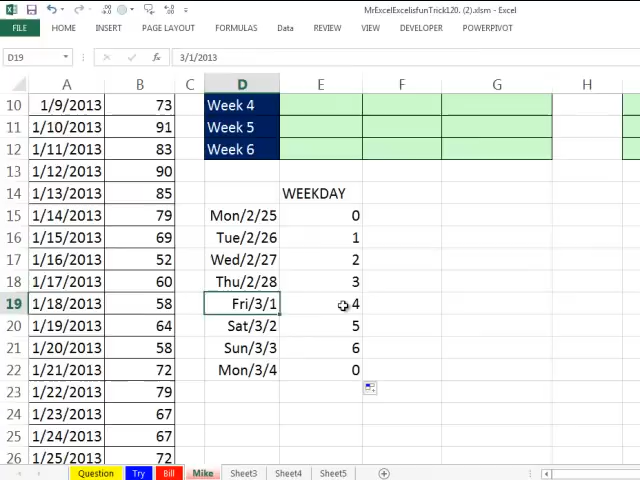 MrExcelExcelisfunTrick120. (2).xlsm - Excel
FILE HOME INSERT PAGE LAYOUT FORMULAS Data REVIEW VIEW DEVELOPER POWERPIVOT
D19 fx 3/1/2013
A B C D E F G H
10 1/9/2013 73 Week 4
11 1/10/2013 91 Week 5
12 1/11/2013 83 Week 6
13 1/12/2013 90
14 1/13/2013 85 WEEKDAY
15 1/14/2013 79 Mon/2/25 0
16 1/15/2013 69 Tue/2/26 1
17 1/16/2013 52 Wed/2/27 2
18 1/17/2013 60 Thu/2/28 3
19 1/18/2013 58 Fri/3/1 4
20 1/19/2013 64 Sat/3/2 5
21 1/20/2013 58 Sun/3/3 6
22 1/21/2013 72 Mon/3/4 0
23 1/22/2013 79
24 1/23/2013 67
25 1/24/2013 67
26 1/25/2013 72
Question Try Bill Mike Sheet3 Sheet4 Sheet5